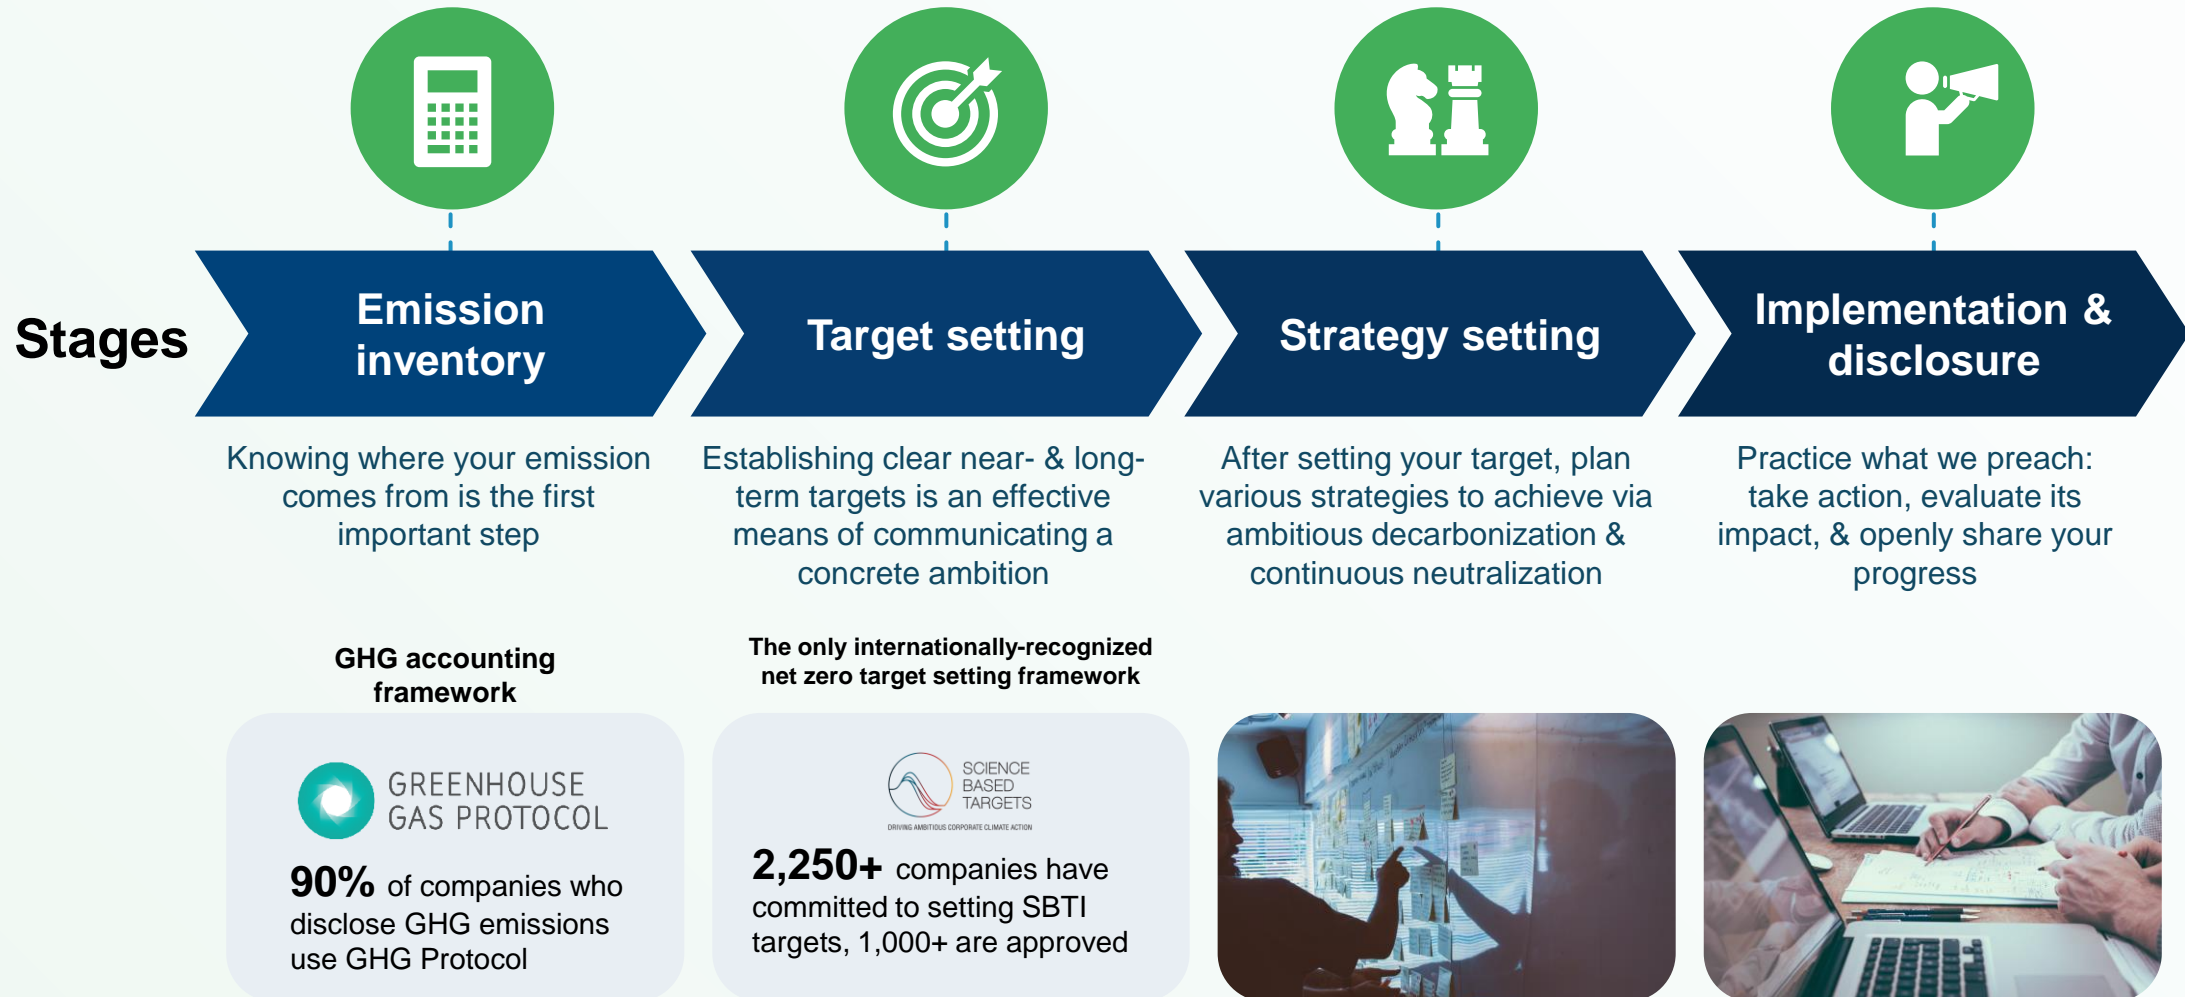 Stages
Emission
inventory
Target setting
Strategy setting
Implementation &
disclosure
Knowing where your emission
comes from is the first
important step
Establishing clear near- & long-
term targets is an effective
means of communicating a
concrete ambition
After setting your target, plan
various strategies to achieve via
ambitious decarbonization &
continuous neutralization
Practice what we preach:
take action, evaluate its
impact, & openly share your
progress
GHG accounting
framework
GREENHOUSE
GAS PROTOCOL
90% of companies who
disclose GHG emissions
use GHG Protocol
The only internationally-recognized
net zero target setting framework
SCIENCE
BASED
TARGETS
DRIVING AMBITIOUS CORPORATE CLIMATE ACTION
2,250+ companies have
committed to setting SBTI
targets, 1,000+ are approved